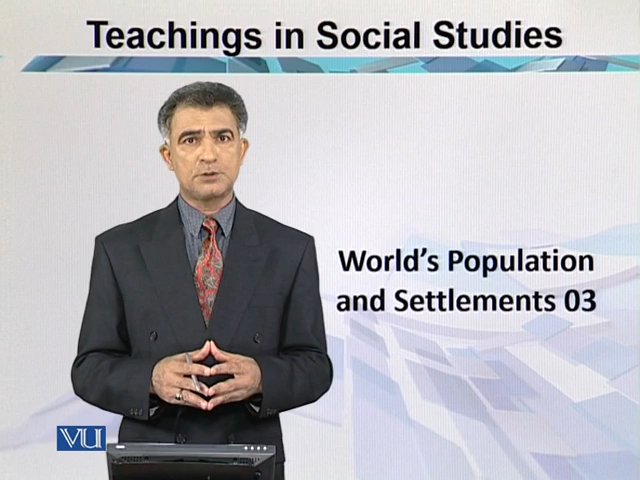 Teachings in Social Studies
World's Population
and Settlements 03
VU